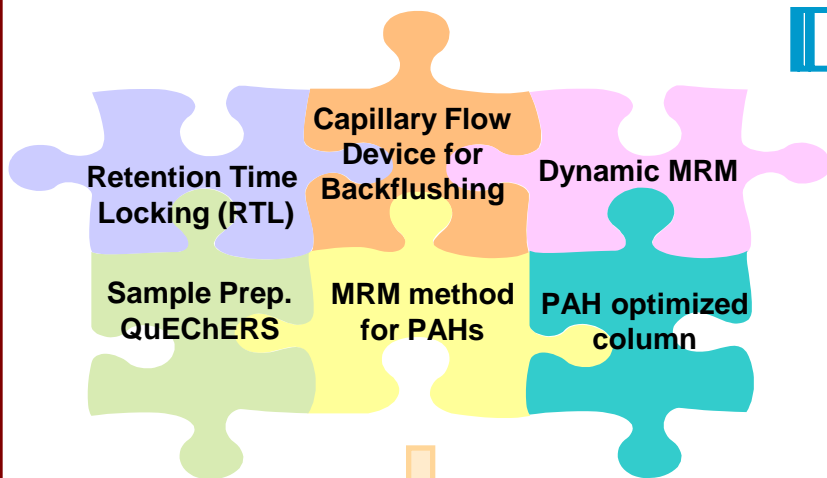 Retention Time
Locking (RTL)
Capillary Flow
Device for
Backflushing
Dynamic MRM
Sample Prep.
QuEChERS
MRM method
for PAHs
PAH optimized
column